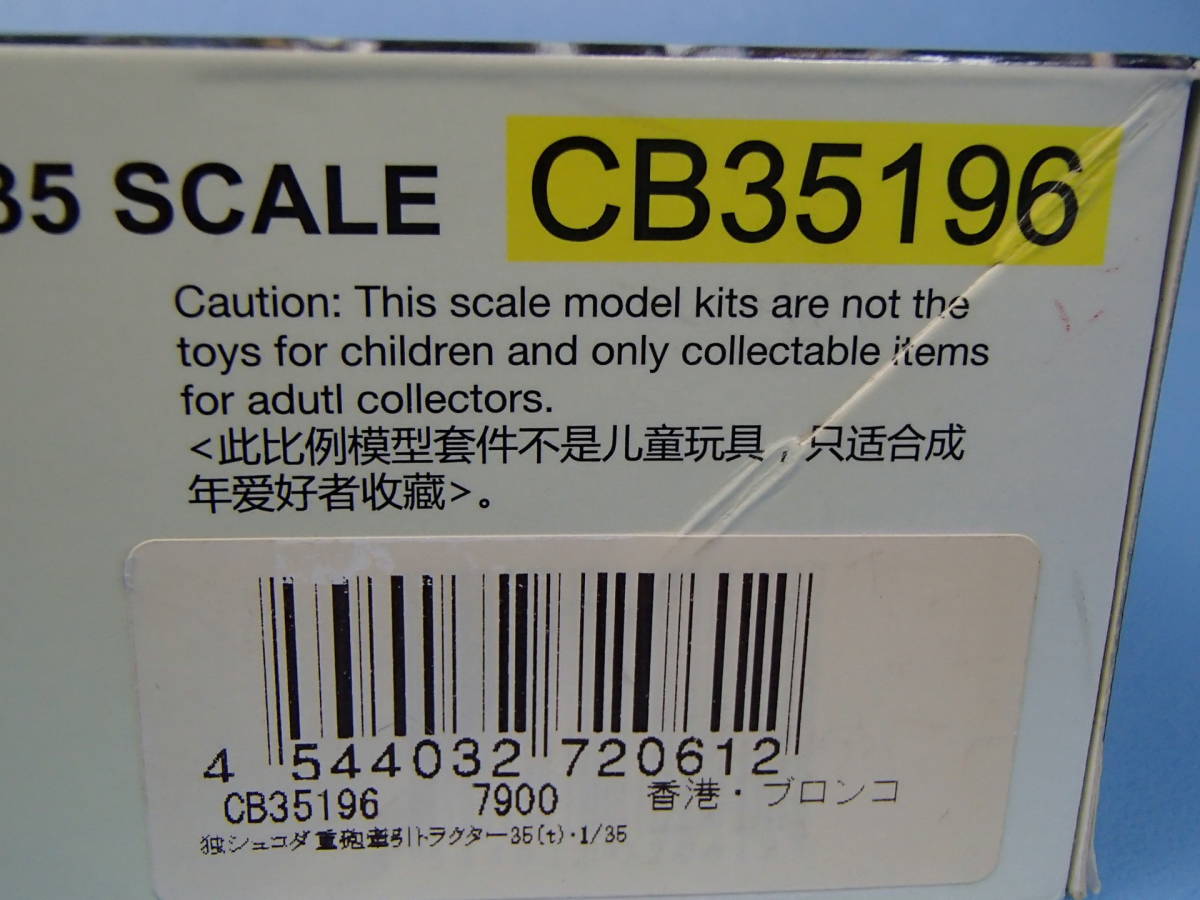 35 SCALE CB35196
Caution: This scale model kits are not the
toys for children and only collectable items
for adutl collectors.
<此比例模型套件不是儿童玩具，只适合成
年爱好者收藏>。
4 544032 720612
CB35196 7900 香港・ブロンコ
独シュコダ重砲牽引トラクター35(t)・1/35